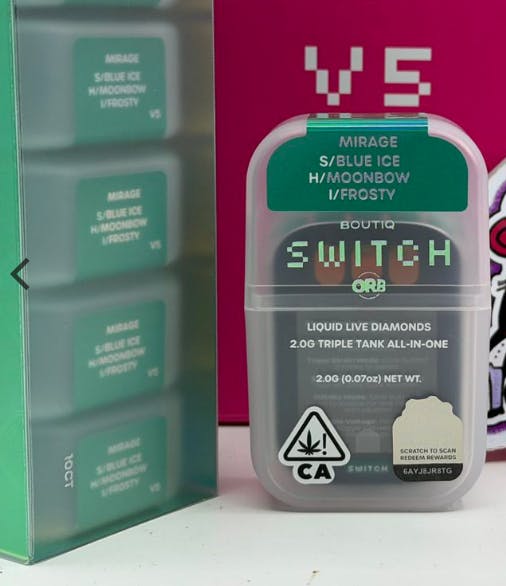 MIRAGE
S/BLUE ICE
H/MOONBOW
I/FROSTY
V5
MIRAGE
S/BLUE ICE
H/MOONBOW
I/FROSTY
V5
MIRAGE
S/BLUE ICE
H/MOONBOW
I/FROSTY
V5
MIRAGE
S/BLUE ICE
H/MOONBOW
I/FROSTY
V5
10CT
V5
MIRAGE
S/BLUE ICE
H/MOONBOW
I/FROSTY
BOUTIQ
SWITCH
ORB
LIQUID LIVE DIAMONDS
2.0G TRIPLE TANK ALL-IN-ONE
2.0G (0.07oz) NET WT.
CA
SWITCH
SCRATCH TO SCAN
REDEEM REWARDS
6AYJ8JR8TG